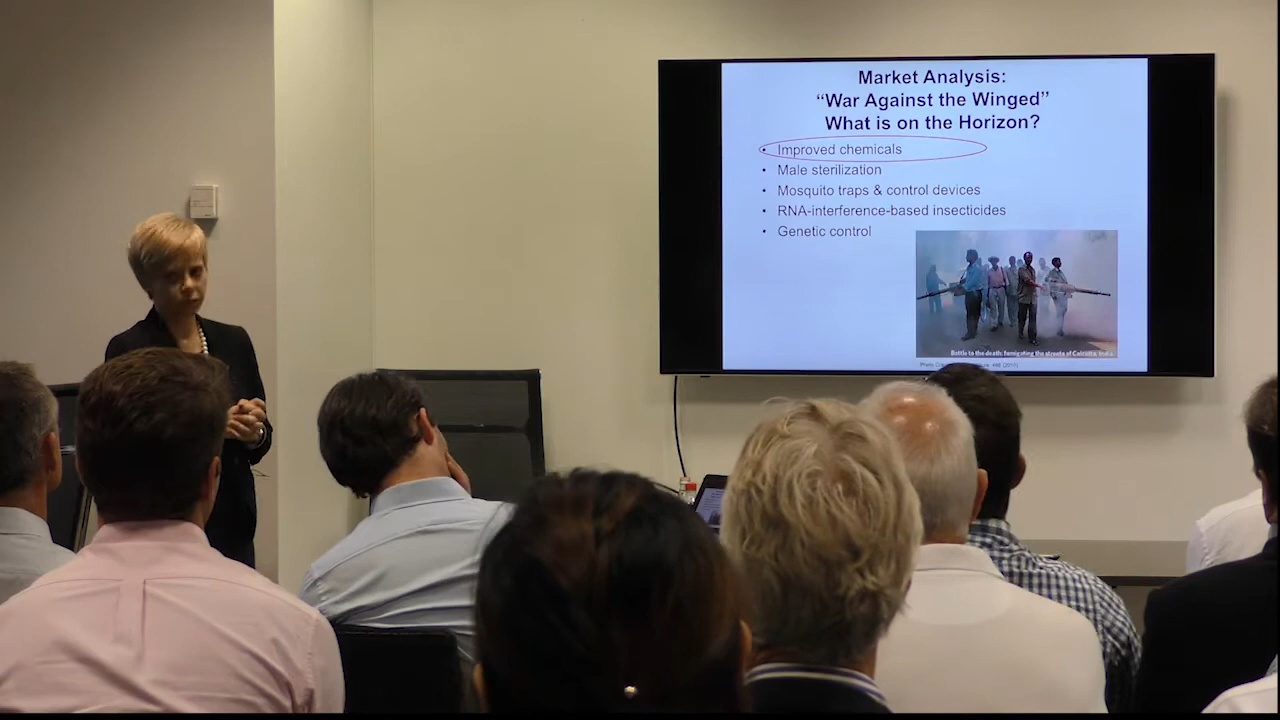 Market Analysis:
“War Against the Winged”
What is on the Horizon?
• Improved chemicals
• Male sterilization
• Mosquito traps & control devices
• RNA-interference-based insecticides
• Genetic control
Battle to the death: fumigating the streets of Calcutta, India.
Photo